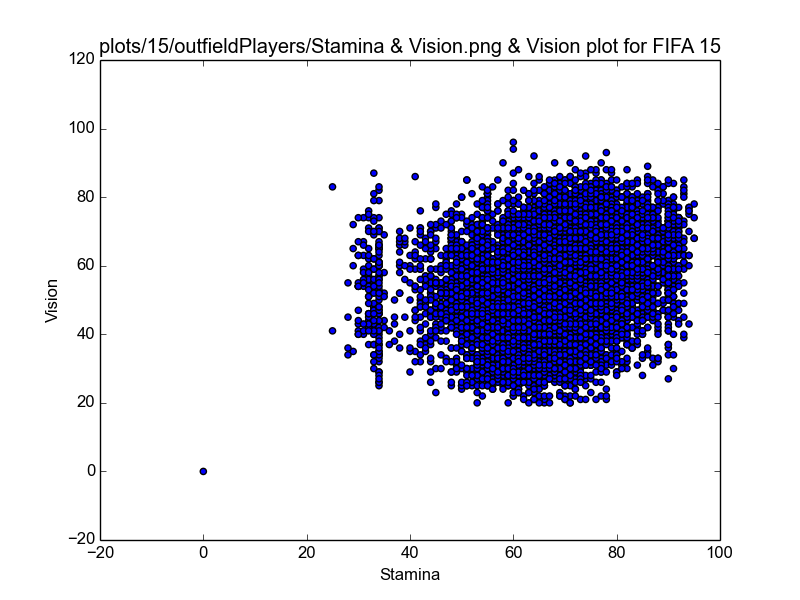 plots/15/outfieldPlayers/Stamina & Vision.png & Vision plot for FIFA 15
120
100
80
60
40
20
0
−20
Vision
−20 0 20 40 60 80 100
Stamina